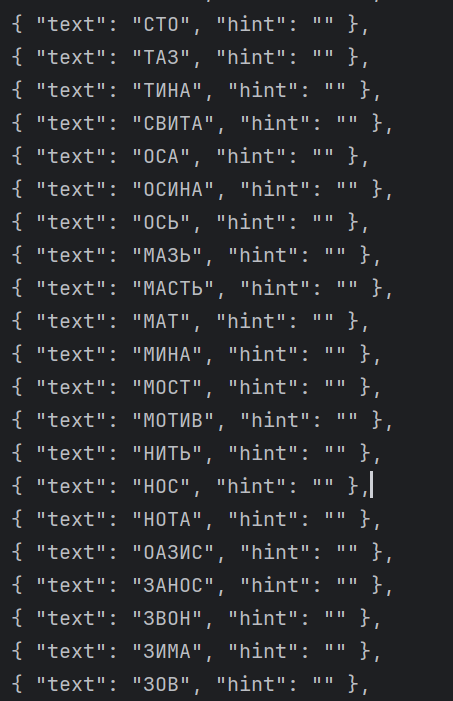 { "text": "СТО", "hint": "" },
{ "text": "ТАЗ", "hint": "" },
{ "text": "ТИНА", "hint": "" },
{ "text": "СВИТА", "hint": "" },
{ "text": "ОСА", "hint": "" },
{ "text": "ОСИНА", "hint": "" },
{ "text": "ОСЬ", "hint": "" },
{ "text": "МАЗЬ", "hint": "" },
{ "text": "МАСТЬ", "hint": "" },
{ "text": "МАТ", "hint": "" },
{ "text": "МИНА", "hint": "" },
{ "text": "МОСТ", "hint": "" },
{ "text": "МОТИВ", "hint": "" },
{ "text": "НИТЬ", "hint": "" },
{ "text": "НОС", "hint": "" },
{ "text": "НОТА", "hint": "" },
{ "text": "ОАЗИС", "hint": "" },
{ "text": "ЗАНОС", "hint": "" },
{ "text": "ЗВОН", "hint": "" },
{ "text": "ЗИМА", "hint": "" },
{ "text": "ЗОВ", "hint": "" },